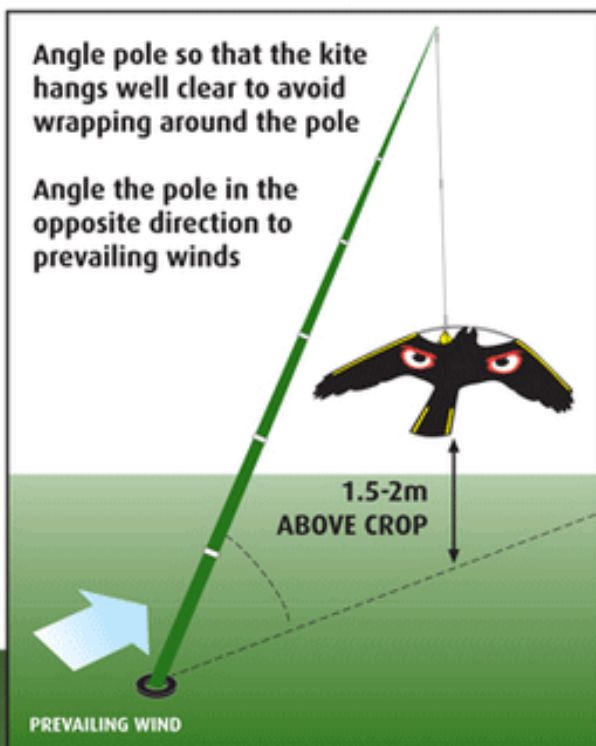 Angle pole so that the kite
hangs well clear to avoid
wrapping around the pole
Angle the pole in the
opposite direction to
prevailing winds
1.5-2m
ABOVE CROP
PREVAILING WIND